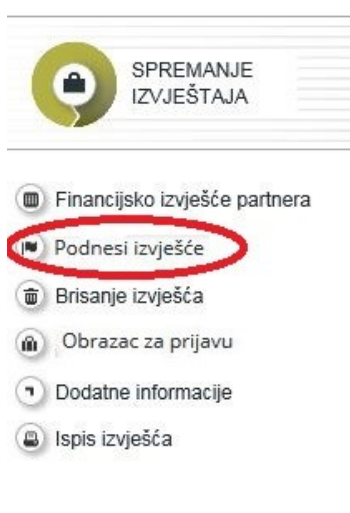 SPREMANJE
IZVJEŠTAJA
Financijsko izvješće partnera
Podnesi izvješće
Brisanje izvješća
Obrazac za prijavu
Dodatne informacije
Ispis izvješća